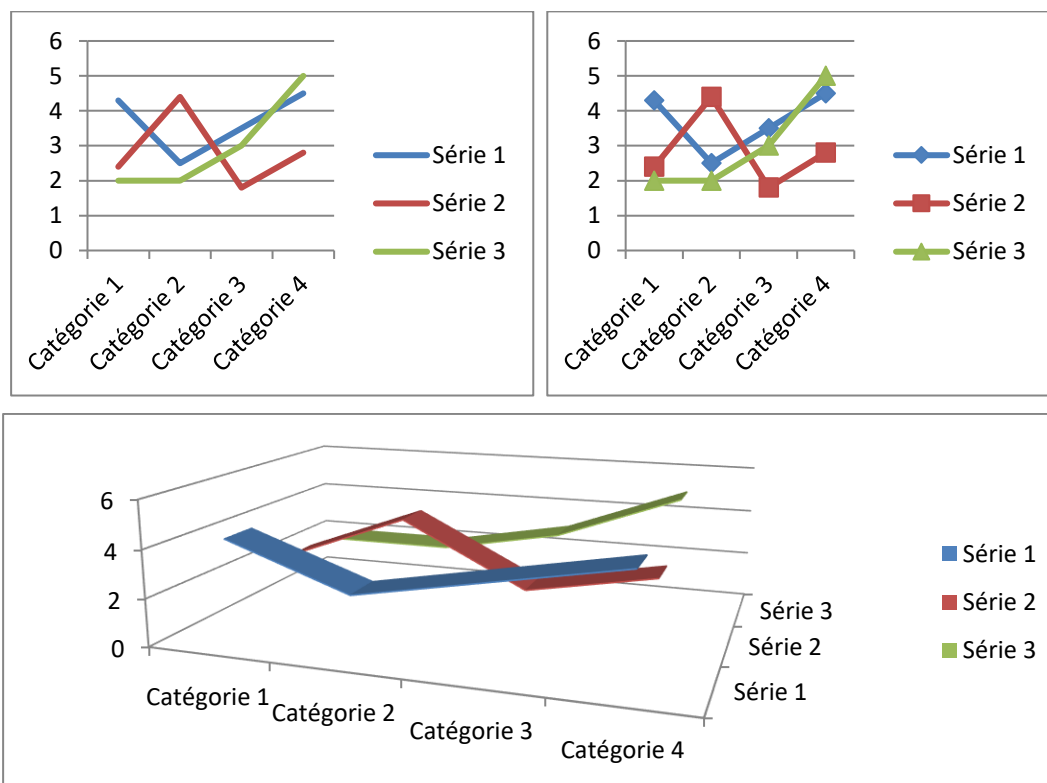 6
5
4
3
2
1
0
Catégorie 1
Catégorie 2
Catégorie 3
Catégorie 4
Série 1
Série 2
Série 3
6
5
4
3
2
1
0
Catégorie 1
Catégorie 2
Catégorie 3
Catégorie 4
Série 1
Série 2
Série 3
6
4
2
0
Catégorie 1
Catégorie 2
Catégorie 3
Catégorie 4
Série 3
Série 2
Série 1
Série 1
Série 2
Série 3